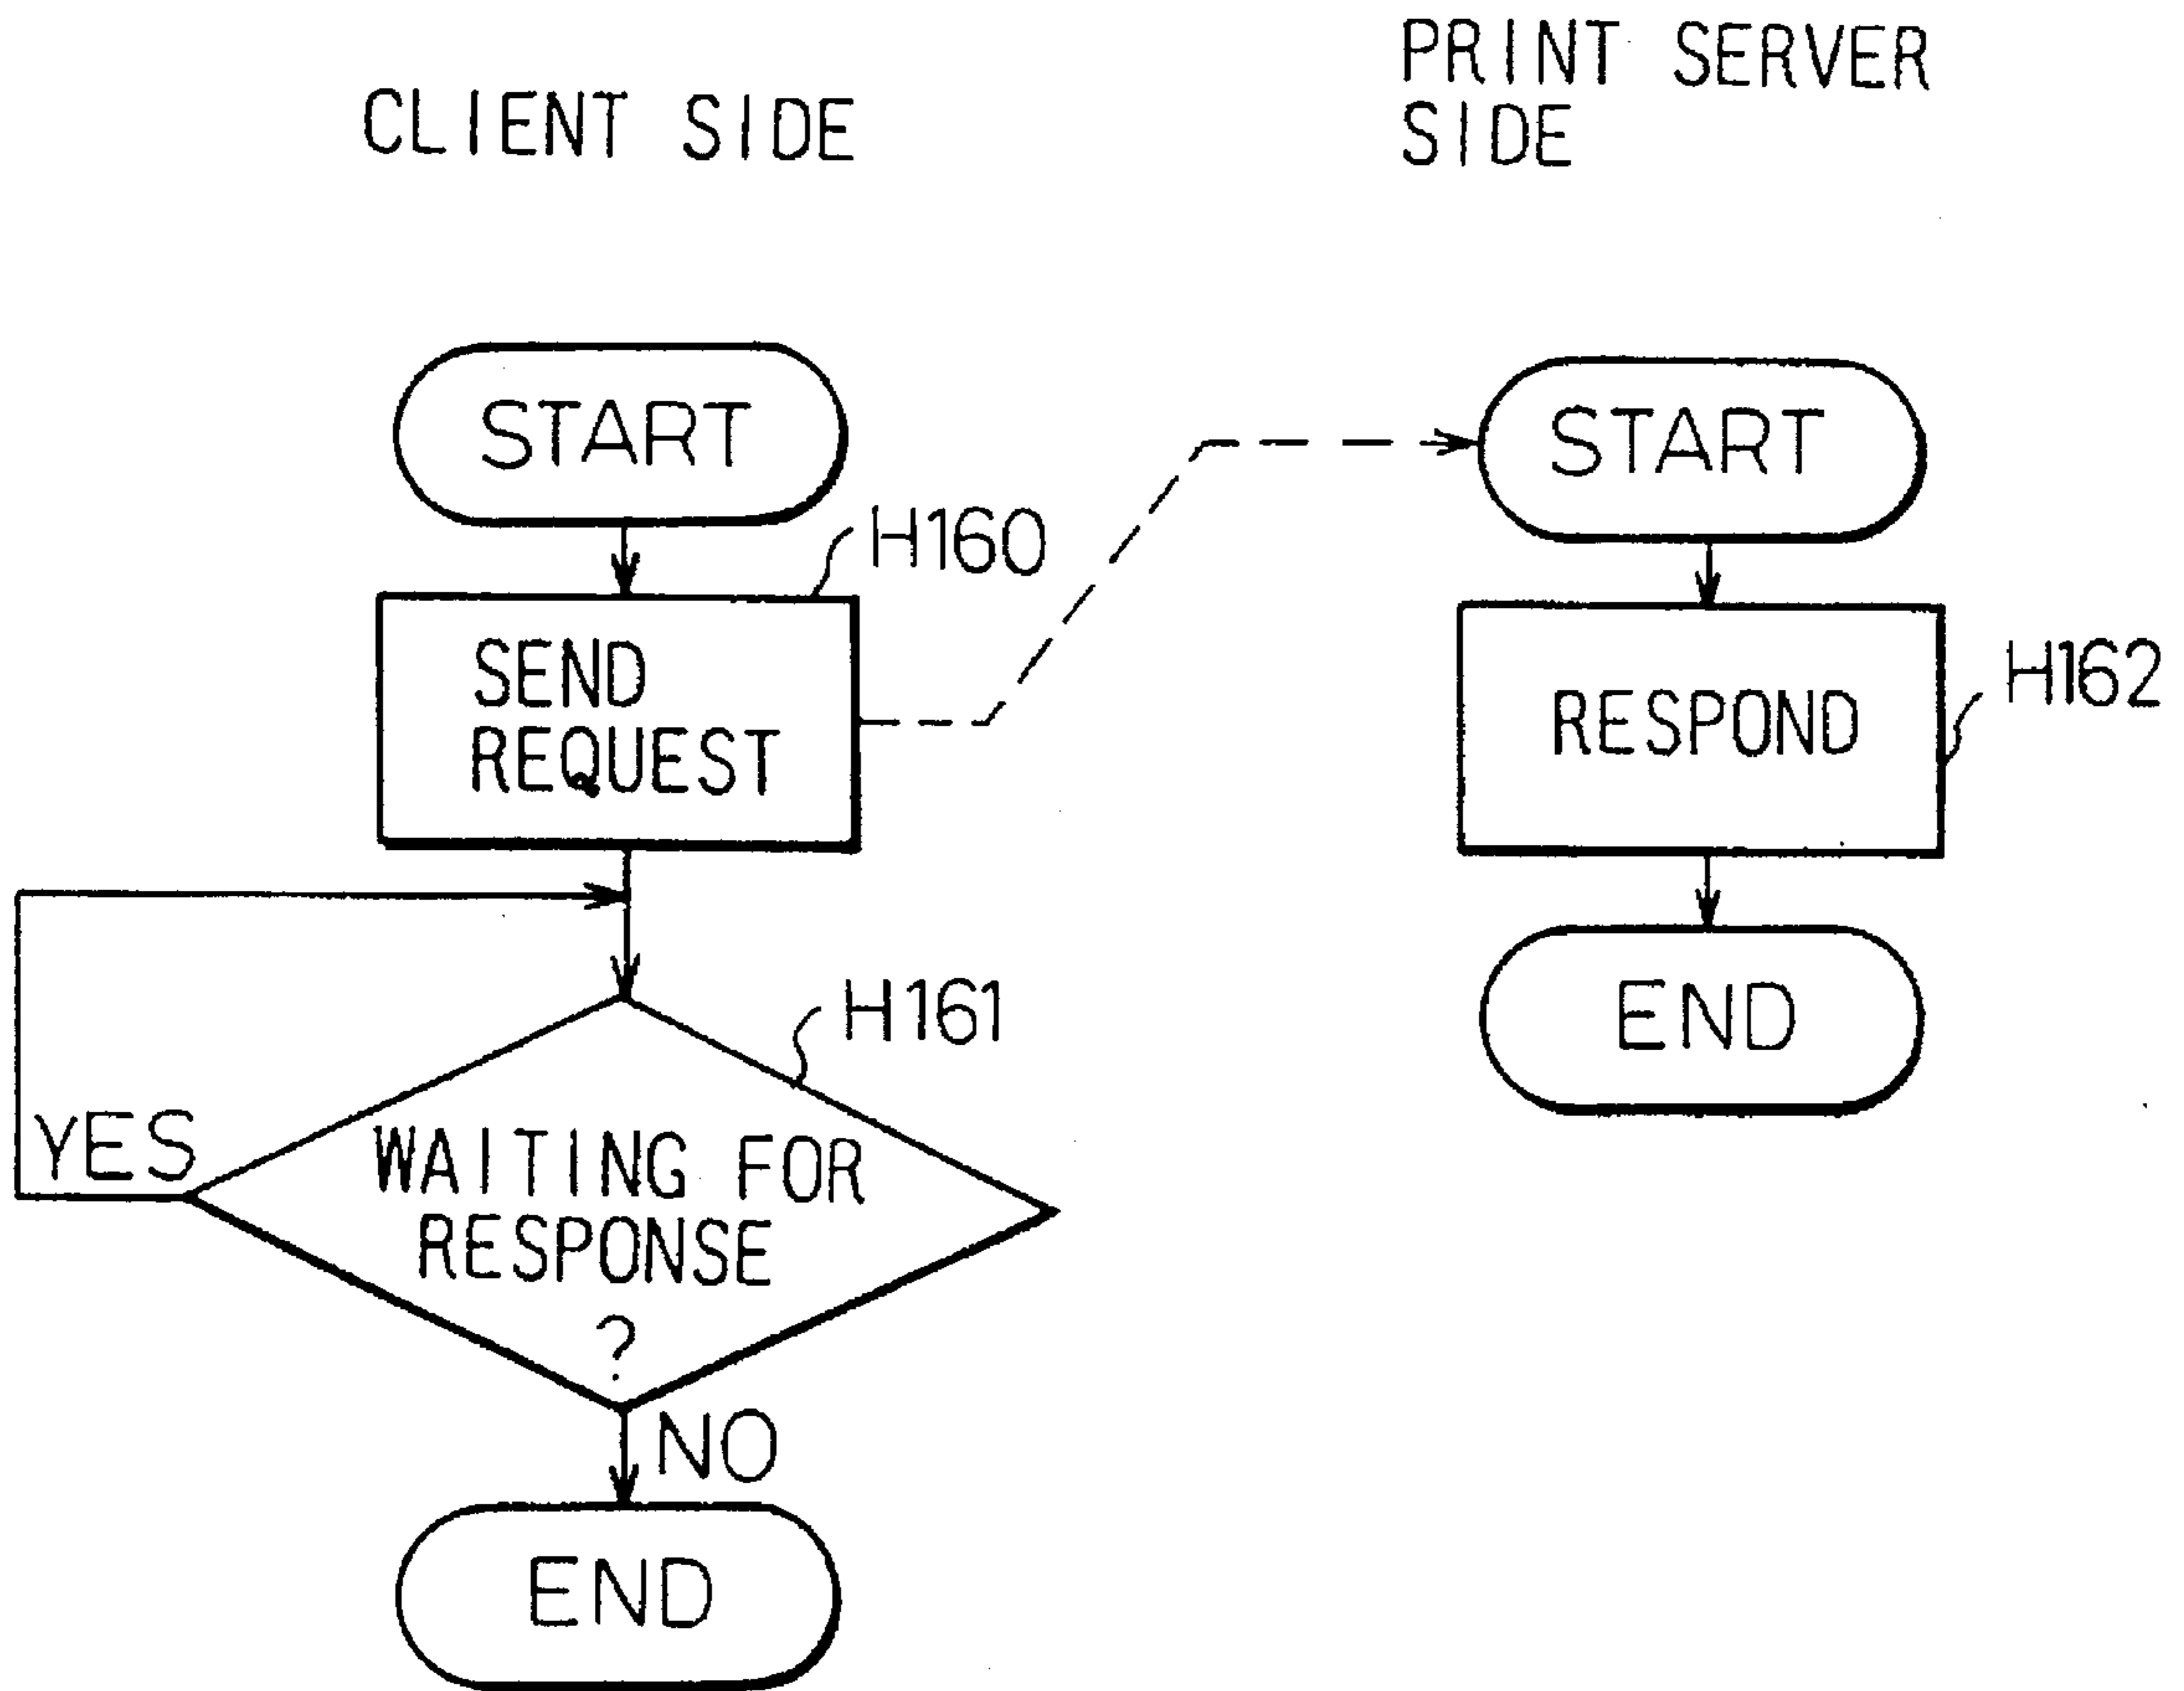 CLIENT SIDE
PRINT SERVER
SIDE
START
H160
SEND
REQUEST
H161
YES
WAITING FOR
RESPONSE
?
NO
END
START
RESPOND
H162
END